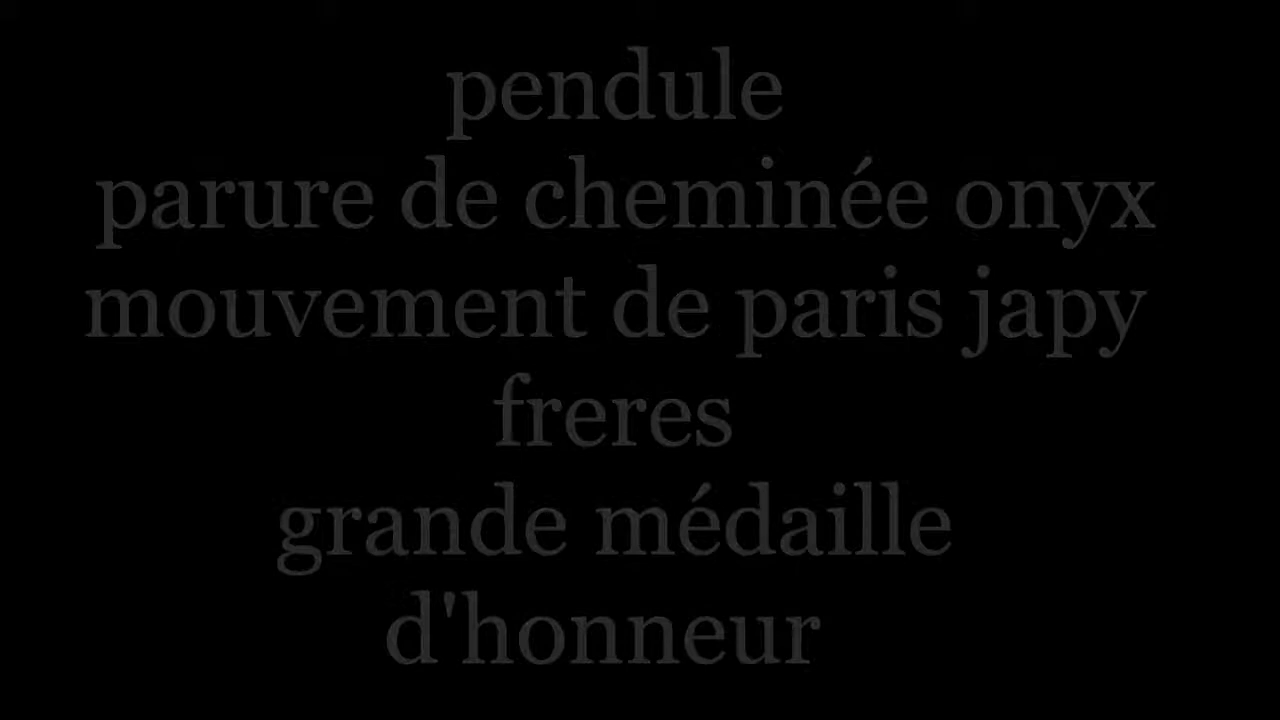 pendule
parure de cheminée onyx
mouvement de paris japy
freres
grande médaille
d'honneur